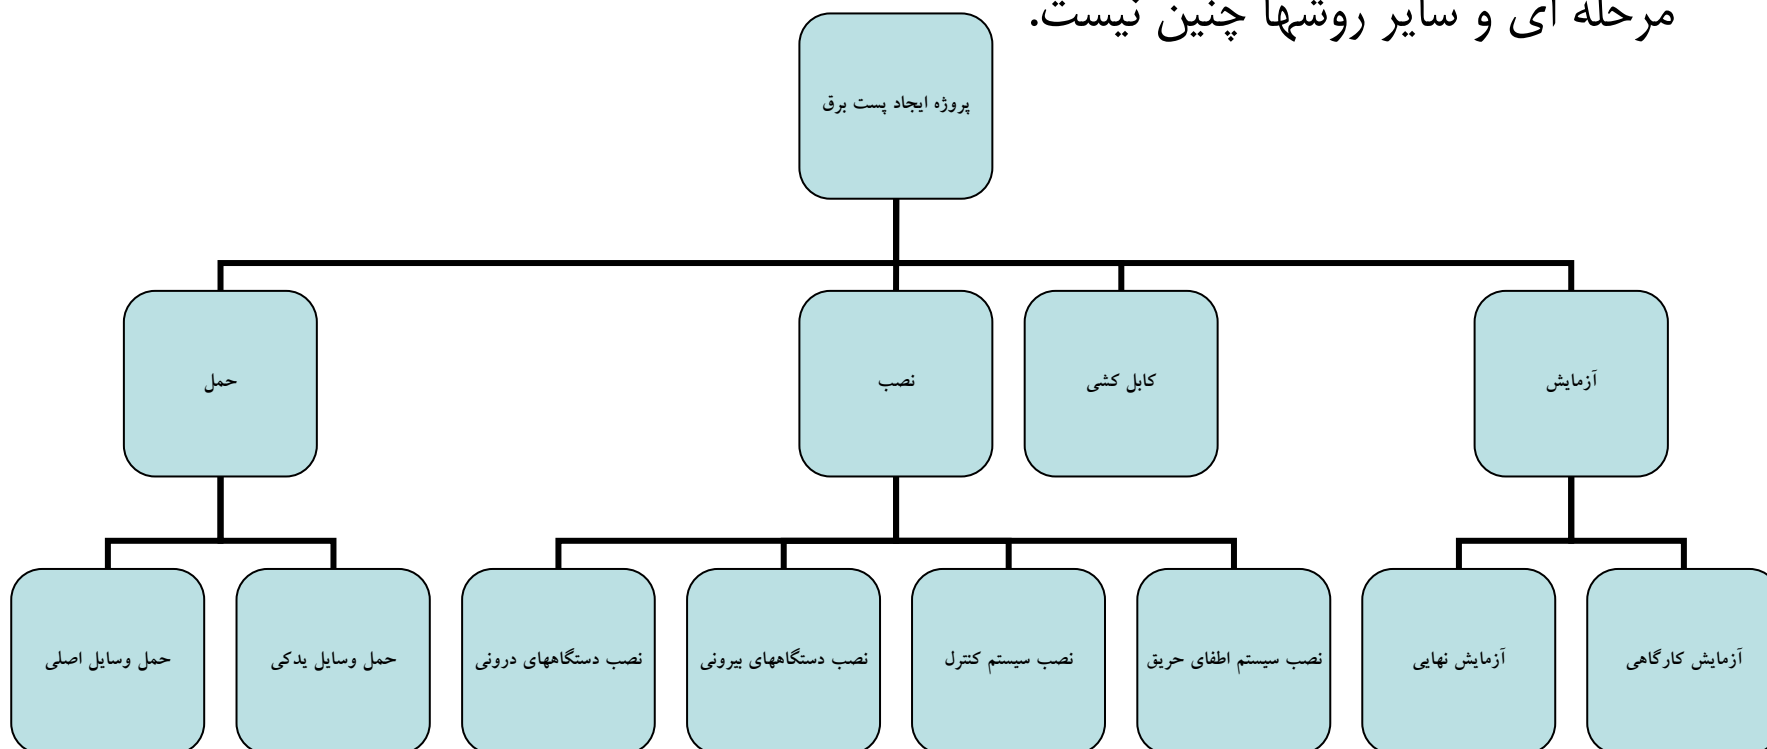 مرحله ای و سایر روشها چنین نیست.
پروژه ایجاد پست برق
آزمایش
کابل کشی
نصب
حمل
آزمایش کارگاهی
آزمایش نهایی
نصب سیستم اطفای حریق
نصب سیستم کنترل
نصب دستگاههای بیرونی
نصب دستگاههای درونی
حمل وسایل یدکی
حمل وسایل اصلی